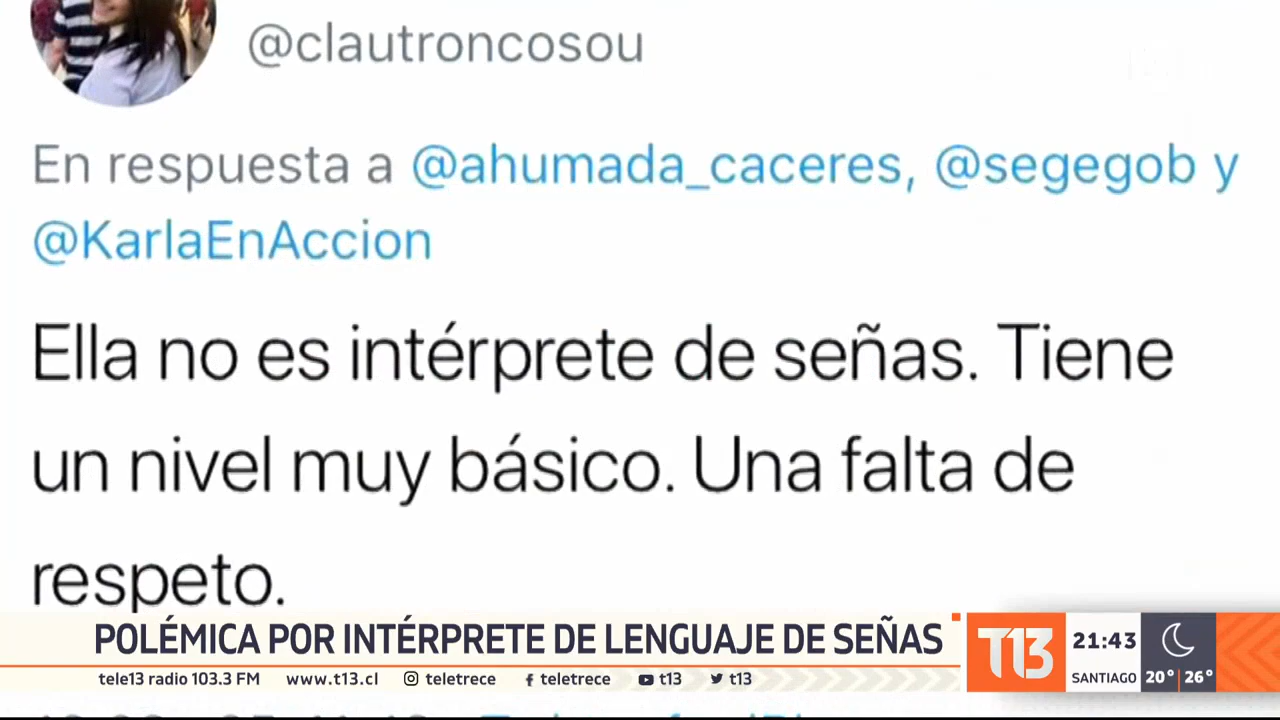 @clautroncosou
En respuesta a @ahumada_caceres, @segegob y
@KarlaEnAccion
Ella no es intérprete de señas. Tiene
un nivel muy básico. Una falta de
respeto.
POLÉMICA POR INTÉRPRETE DE LENGUAJE DE SEÑAS
T13
21:43
SANTIAGO
20° 26°
tele13 radio 103.3 FM www.t13.cl teletrece teletrece t13 t13